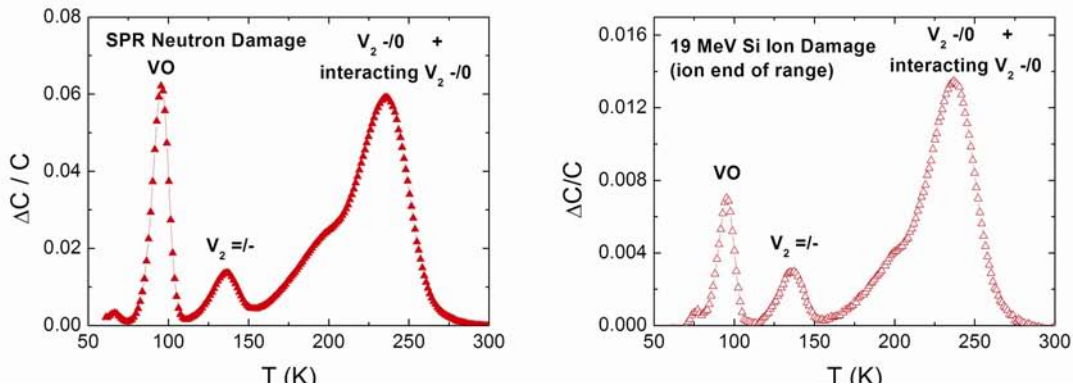 0.08
SPR Neutron Damage
V₂ -/0 +
interacting V₂ -/0
VO
0.06
0.04
0.02
0.00
ΔC / C
V₂ =/-
50 100 150 200 250 300
T (K)
0.016
19 MeV Si Ion Damage
(ion end of range)
V₂ -/0 +
interacting V₂ -/0
0.012
0.008
0.004
0.000
ΔC/C
VO
V₂ =/-
50 100 150 200 250 300
T (K)